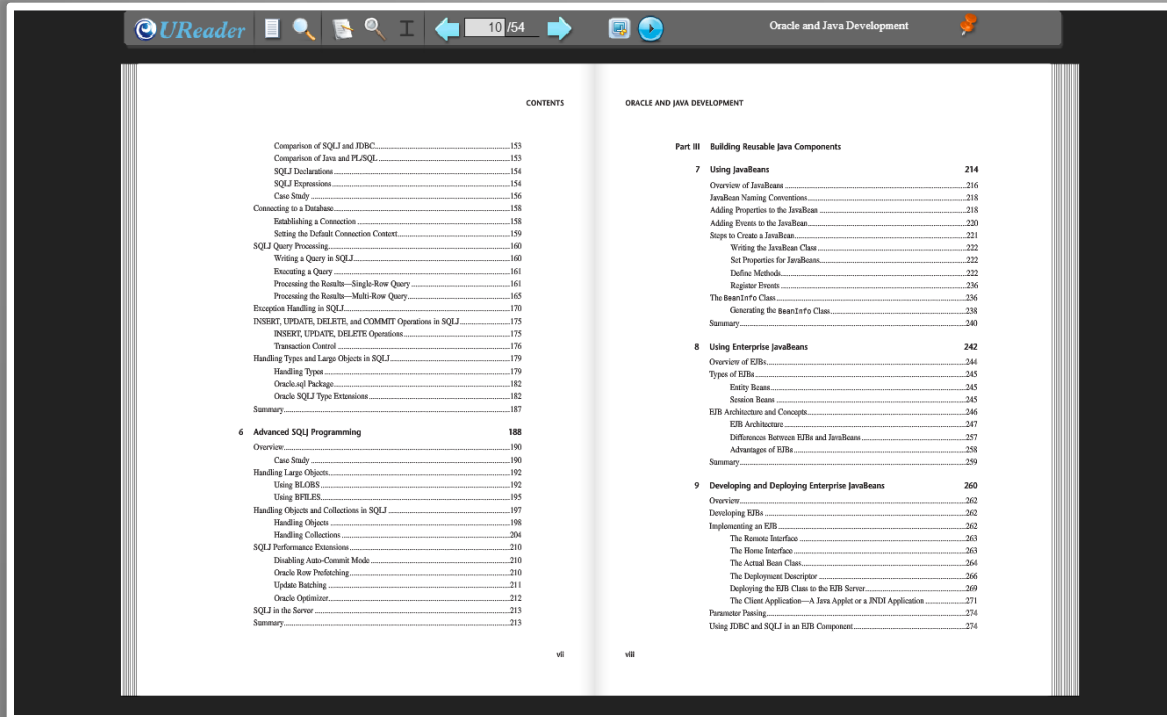 UReader
10 /54
Oracle and Java Development
CONTENTS
Comparison of SQLJ and JDBC 153
Comparison of Java and PL/SQL 153
SQLJ Declarations 154
SQLJ Expressions 154
Case Study 156
Connecting to a Database 158
Establishing a Connection 158
Setting the Default Connection Context 159
SQLJ Query Processing 160
Writing a Query in SQLJ 160
Executing a Query 161
Processing the Results—Single-Row Query 161
Processing the Results—Multi-Row Query 165
Exception Handling in SQLJ 170
INSERT, UPDATE, DELETE, and COMMIT Operations in SQLJ 175
INSERT, UPDATE, DELETE Operations 175
Transaction Control 176
Handling Types and Large Objects in SQLJ 179
Handling Types 179
Oracle.sql Package 182
Oracle SQLJ Type Extensions 182
Summary 187
6 Advanced SQLJ Programming 188
Overview 190
Case Study 190
Handling Large Objects 192
Using BLOBS 192
Using BFILES 195
Handling Objects and Collections in SQLJ 197
Handling Objects 198
Handling Collections 204
SQLJ Performance Extensions 210
Disabling Auto-Commit Mode 210
Oracle Row Prefetching 210
Update Batching 211
Oracle Optimizer 212
SQLJ in the Server 213
Summary 213
vii
ORACLE AND JAVA DEVELOPMENT
Part III Building Reusable Java Components
7 Using JavaBeans 214
Overview of JavaBeans 216
JavaBean Naming Conventions 218
Adding Properties to the JavaBean 218
Adding Events to the JavaBean 220
Steps to Create a JavaBean 221
Writing the JavaBean Class 222
Set Properties for JavaBeans 222
Define Methods 222
Register Events 236
The BeanInfo Class 236
Generating the BeanInfo Class 238
Summary 240
8 Using Enterprise JavaBeans 242
Overview of EJBs 244
Types of EJBs 245
Entity Beans 245
Session Beans 245
EJB Architecture and Concepts 246
EJB Architecture 247
Differences Between EJBs and JavaBeans 257
Advantages of EJBs 258
Summary 259
9 Developing and Deploying Enterprise JavaBeans 260
Overview 262
Developing EJBs 262
Implementing an EJB 262
The Remote Interface 263
The Home Interface 263
The Actual Bean Class 264
The Deployment Descriptor 266
Deploying the EJB Class to the EJB Server 269
The Client Application—A Java Applet or a JNDI Application 271
Parameter Passing 274
Using JDBC and SQLJ in an EJB Component 274
viii